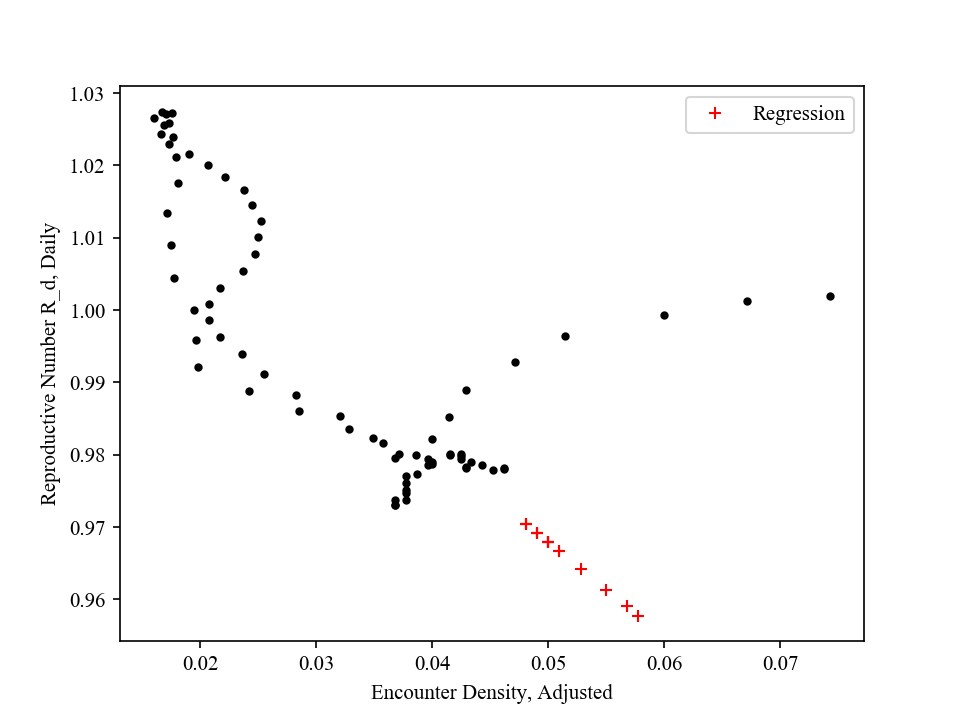 1.03
1.02
1.01
1.00
0.99
0.98
0.97
0.96
Reproductive Number R_d, Daily
Regression
0.02 0.03 0.04 0.05 0.06 0.07
Encounter Density, Adjusted